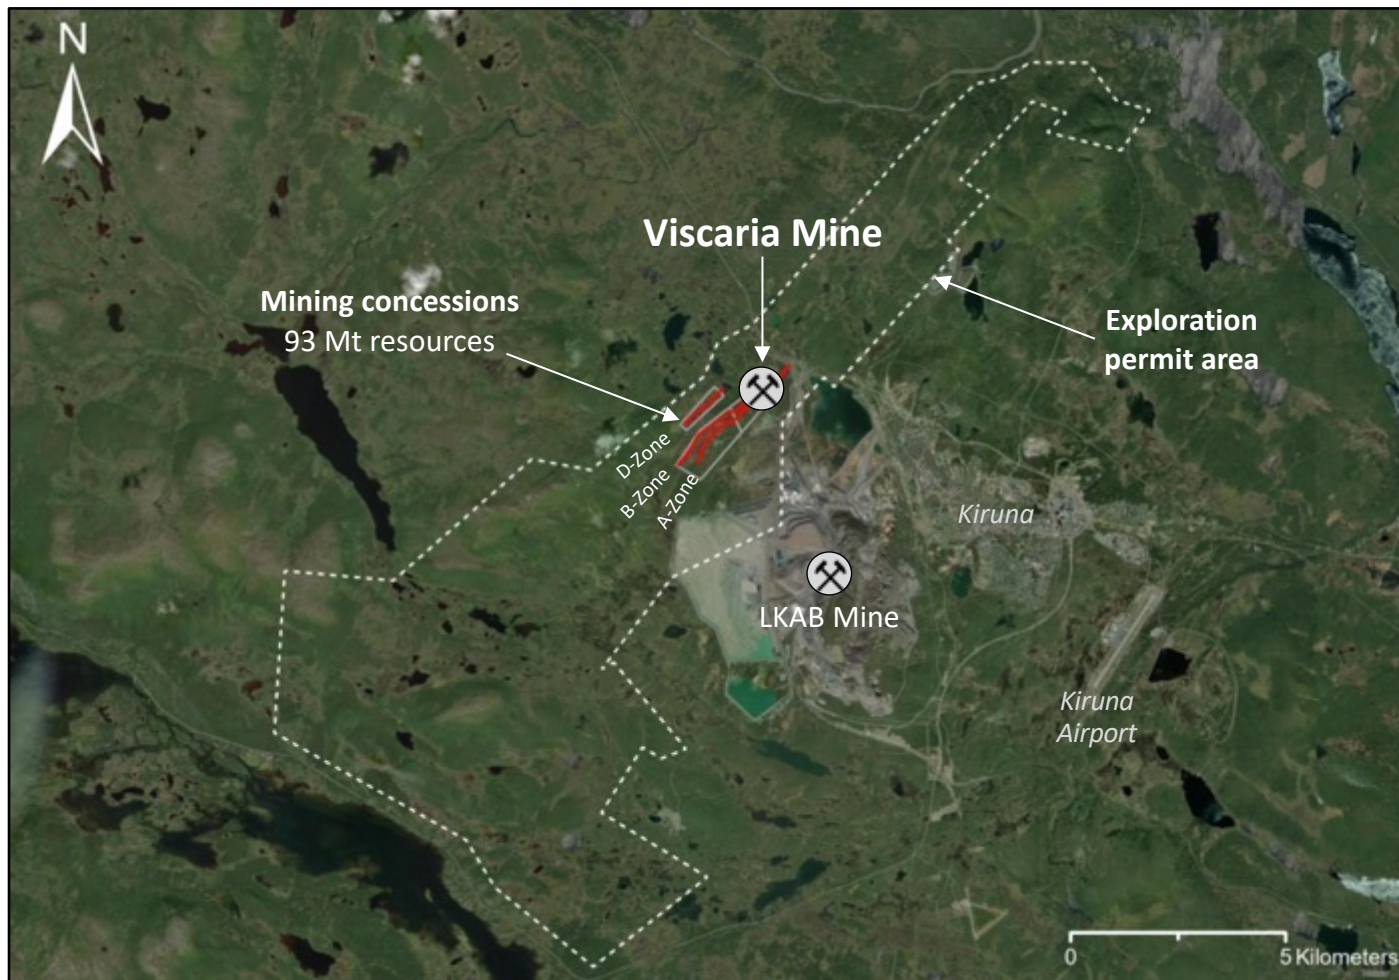 N
Viscaria Mine
Mining concessions
93 Mt resources
Exploration
permit area
D-Zone
B-Zone
A-Zone
Kiruna
LKAB Mine
Kiruna
Airport
0
5 Kilometers